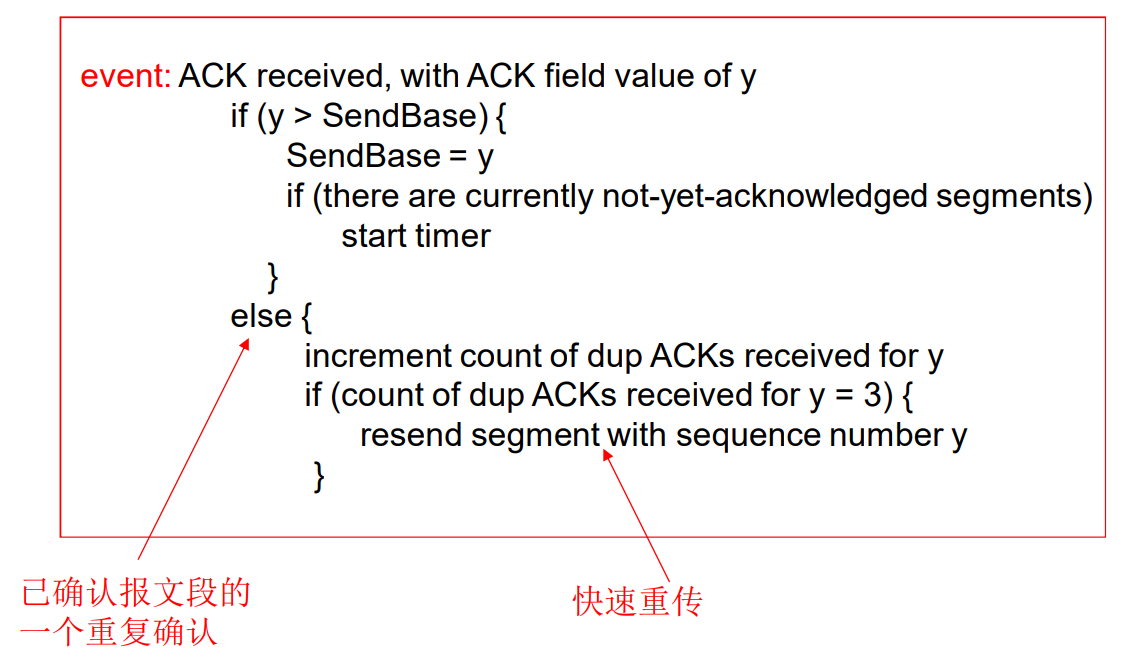 event: ACK received, with ACK field value of y
if (y > SendBase) {
SendBase = y
if (there are currently not-yet-acknowledged segments)
start timer
}
else {
increment count of dup ACKs received for y
if (count of dup ACKs received for y = 3) {
resend segment with sequence number y
}
已确认报文段的
一个重复确认
快速重传